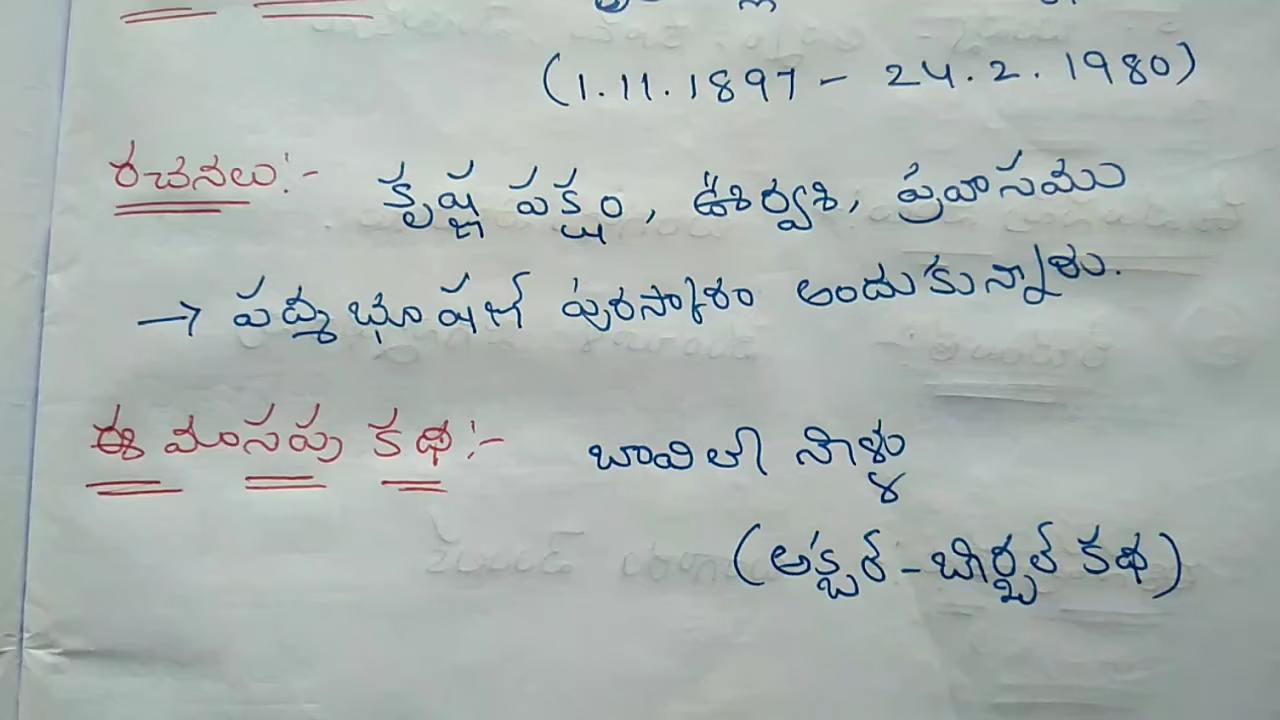 (1.11.1897 - 24.2.1980)
రచనలు:- కృష్ణ పక్షం, ఊర్వశి, ప్రవాసము
→ పద్మభూషణ్ పురస్కారం అందుకున్నారు.
ఈ మాసపు కథ:- బావిలో నీళ్ళు
(అక్బర్ - బీర్బల్ కథ)